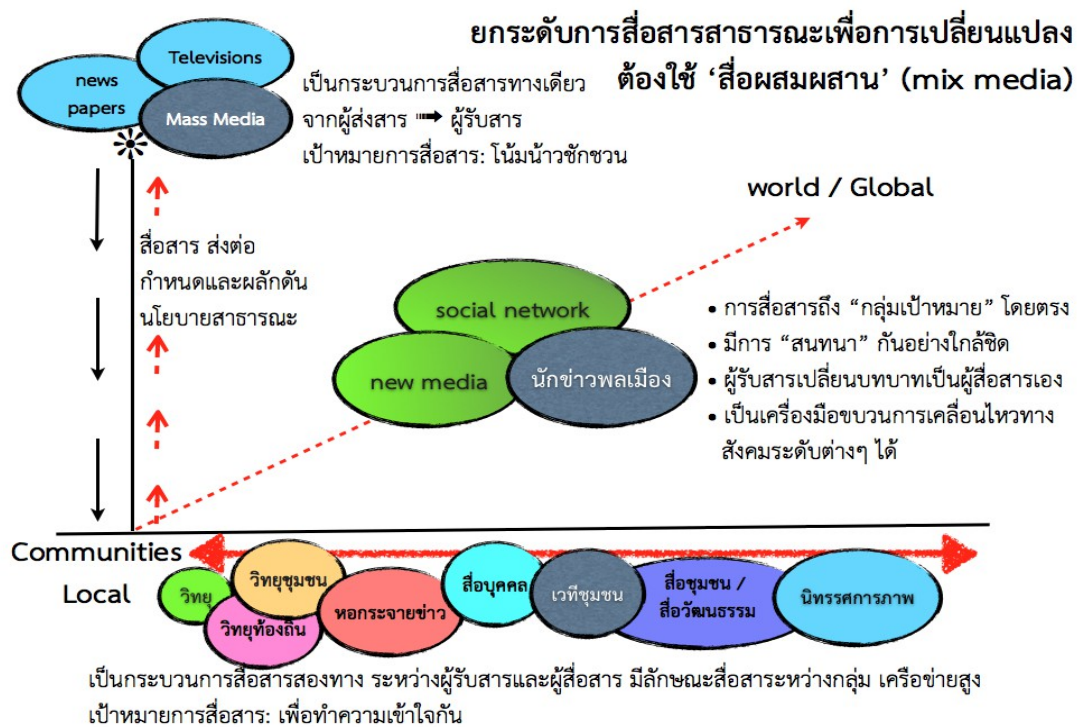 ยกระดับการสื่อสารสาธารณะเพื่อการเปลี่ยนแปลง
ต้องใช้ ‘สื่อผสมผสาน’ (mix media)
Televisions
news
papers
Mass Media
เป็นกระบวนการสื่อสารทางเดียว
จากผู้ส่งสาร ➟ ผู้รับสาร
เป้าหมายการสื่อสาร: โน้มน้าวชักชวน
world / Global
สื่อสาร ส่งต่อ
กำหนดและผลักดัน
นโยบายสาธารณะ
social network
new media
นักข่าวพลเมือง
• การสื่อสารถึง “กลุ่มเป้าหมาย” โดยตรง
• มีการ “สนทนา” กันอย่างใกล้ชิด
• ผู้รับสารเปลี่ยนบทบาทเป็นผู้สื่อสารเอง
• เป็นเครื่องมือขบวนการเคลื่อนไหวทาง
สังคมระดับต่างๆ ได้
Communities
Local
วิทยุ
วิทยุชุมชน
วิทยุท้องถิ่น
หอกระจายข่าว
สื่อบุคคล
เวทีชุมชน
สื่อชุมชน /
สื่อวัฒนธรรม
นิทรรศการภาพ
เป็นกระบวนการสื่อสารสองทาง ระหว่างผู้รับสารและผู้สื่อสาร มีลักษณะสื่อสารระหว่างกลุ่ม เครือข่ายสูง
เป้าหมายการสื่อสาร: เพื่อทำความเข้าใจกัน